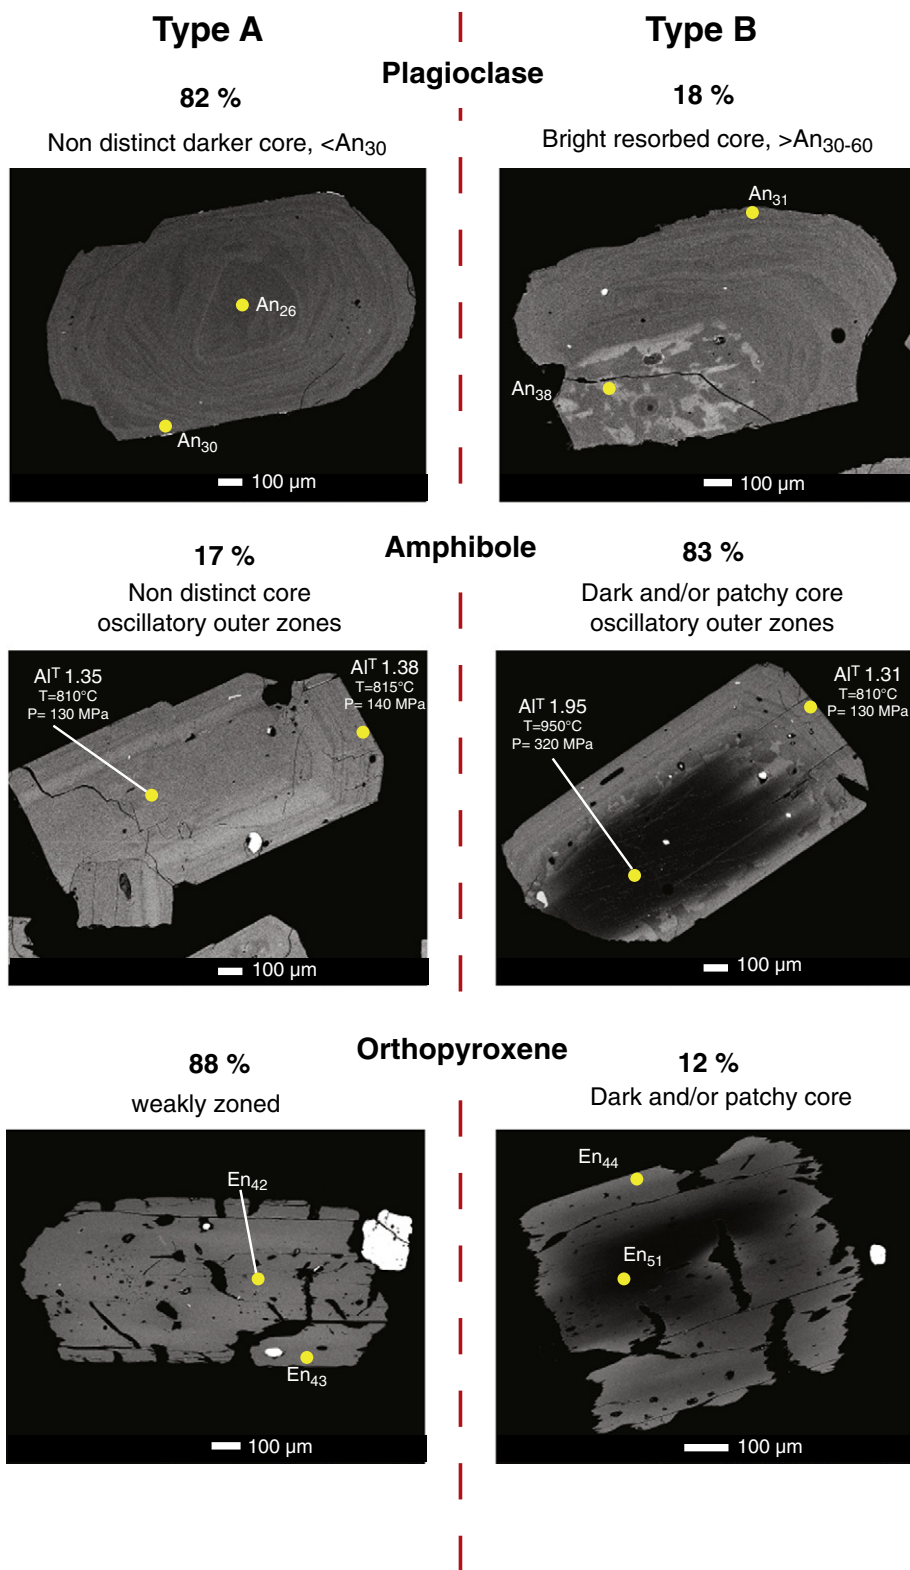 Type A
Type B
Plagioclase
82 %
18 %
Non distinct darker core, <An30
Bright resorbed core, >An30-60
An26
An30
100 µm
An31
An38
100 µm
Amphibole
17 %
83 %
Non distinct core
oscillatory outer zones
Dark and/or patchy core
oscillatory outer zones
AlT 1.35
T=810°C
P= 130 MPa
AlT 1.38
T=815°C
P= 140 MPa
100 µm
AlT 1.95
T=950°C
P= 320 MPa
AlT 1.31
T=810°C
P= 130 MPa
100 µm
Orthopyroxene
88 %
12 %
weakly zoned
Dark and/or patchy core
En42
En43
100 µm
En44
En51
100 µm